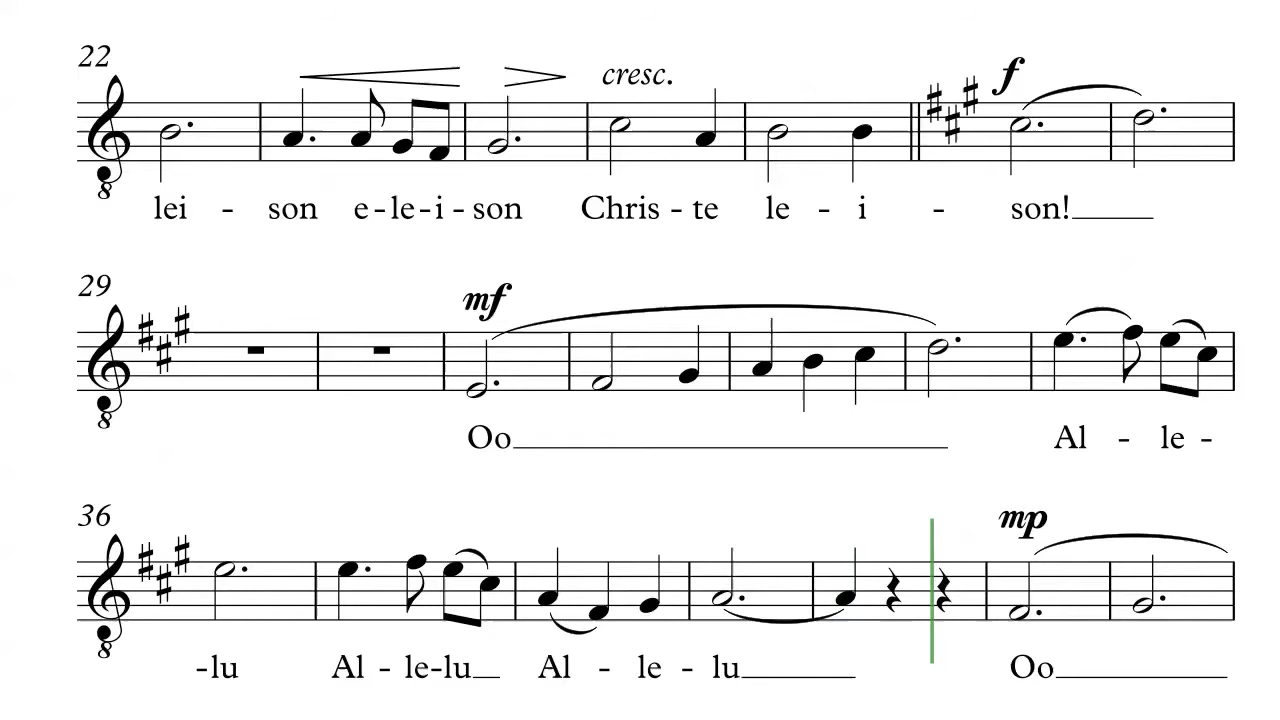 22
cresc. f
lei - son e - le - i - son Chris - te le - i - son!
29
mf
Oo Al - le -
36
mp
-lu Al - le-lu Al - le - lu Oo